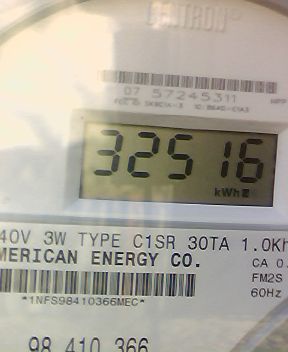 CENTRON®
07 57245311
32516
kWh
40V 3W TYPE C1SR 30TA 1.0Kh
MERICAN ENERGY CO.
CA 0.
FM2S
60Hz
*1NFS98410366MEC*
98 410 366